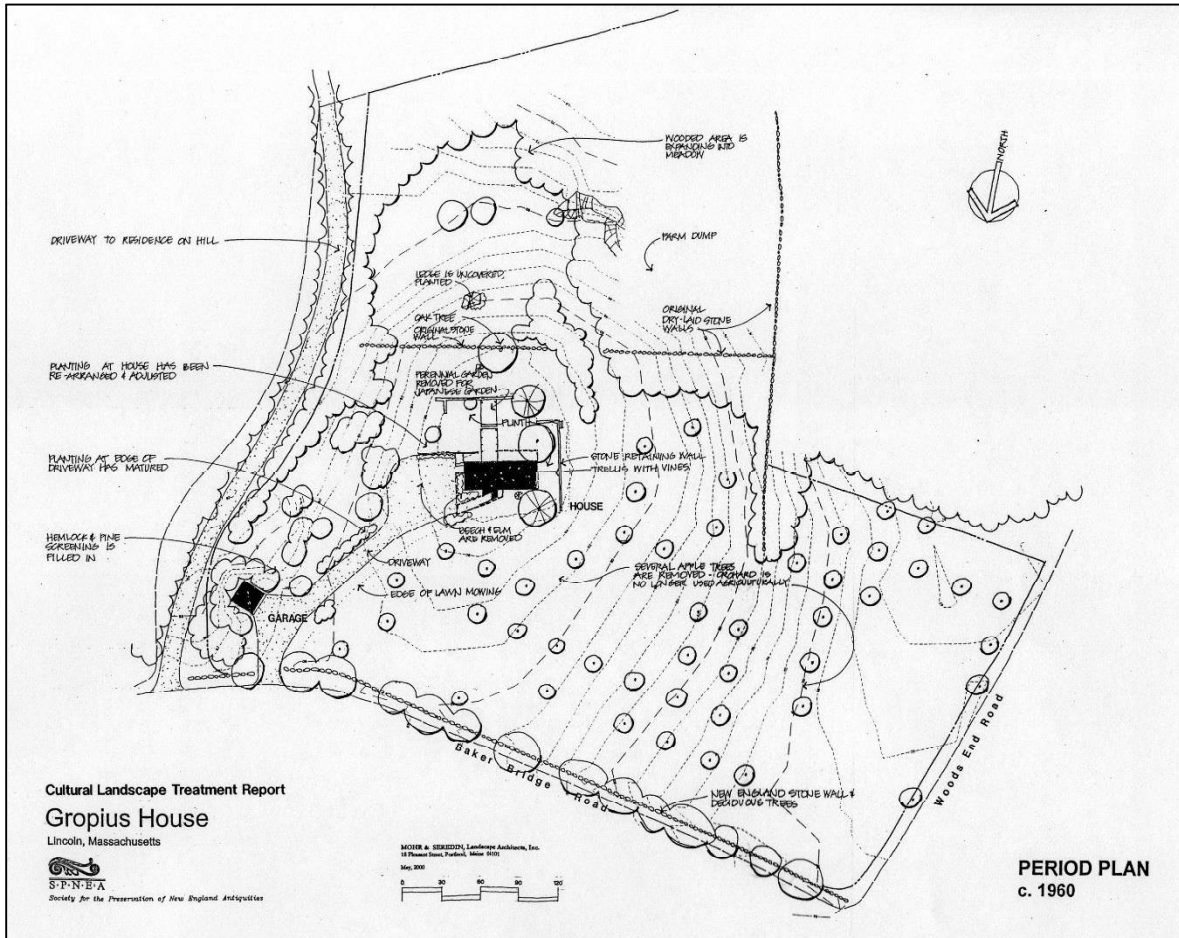 WOODED AREA IS
EXPANDING INTO
MEADOW
NORTH
DRIVEWAY TO RESIDENCE ON HILL
FARM DUMP
LEDGE IS UNCOVERED,
PLANTED
OAK TREE
ORIGINAL STONE
WALL
ORIGINAL
DRY-LAID STONE
WALLS
PLANTING AT HOUSE HAS BEEN
RE-ARRANGED & ADJUSTED
PERENNIAL GARDEN
REMOVED FOR
JAPANESE GARDEN
PLINTH
PLANTING AT EDGE OF
DRIVEWAY HAS MATURED
STONE RETAINING WALL
TRELLIS WITH VINES
HOUSE
BEECH & ELM
ARE REMOVED
HEMLOCK & PINE
SCREENING IS
FILLED IN
DRIVEWAY
EDGE OF LAWN MOWING
SEVERAL APPLE TREES
ARE REMOVED - ORCHARD IS
NO LONGER USED AGRICULTURALLY
GARAGE
Baker Bridge Road
Woods End Road
NEW ENGLAND STONE WALL &
DECIDUOUS TREES
Cultural Landscape Treatment Report
Gropius House
Lincoln, Massachusetts
S·P·N·E·A
Society for the Preservation of New England Antiquities
MOHR & SEREDIN, Landscape Architects, Inc.
18 Pleasant Street, Portland, Maine 04101
May, 2000
0 30 60 90 120
PERIOD PLAN
c. 1960